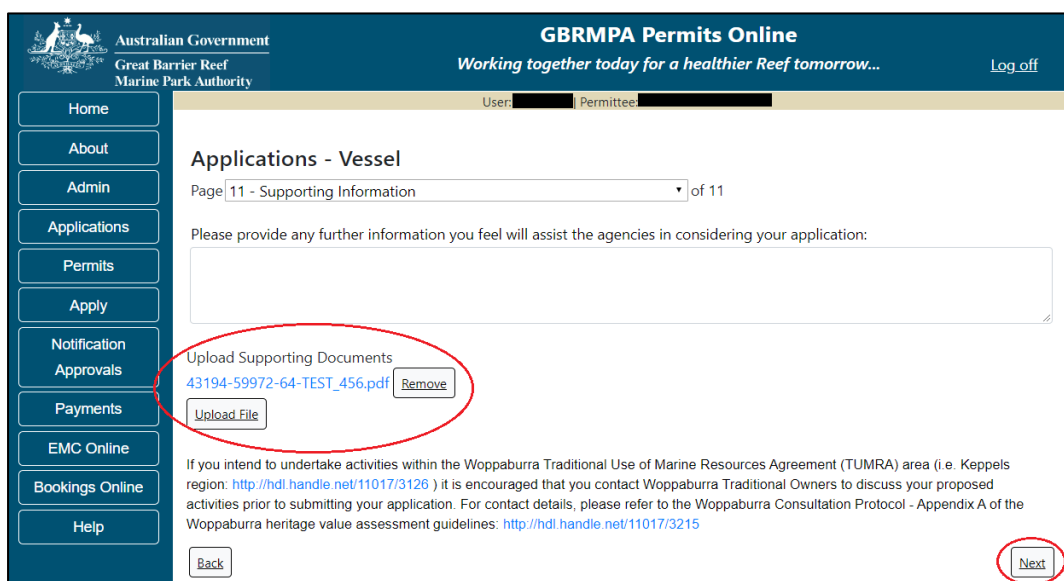 Australian Government
Great Barrier Reef
Marine Park Authority
GBRMPA Permits Online
Working together today for a healthier Reef tomorrow...
Log off
User: | Permittee:
Home
About
Admin
Applications
Permits
Apply
Notification
Approvals
Payments
EMC Online
Bookings Online
Help
Applications - Vessel
Page 11 - Supporting Information of 11
Please provide any further information you feel will assist the agencies in considering your application:
Upload Supporting Documents
43194-59972-64-TEST_456.pdf Remove
Upload File
If you intend to undertake activities within the Woppaburra Traditional Use of Marine Resources Agreement (TUMRA) area (i.e. Keppels
region: http://hdl.handle.net/11017/3126 ) it is encouraged that you contact Woppaburra Traditional Owners to discuss your proposed
activities prior to submitting your application. For contact details, please refer to the Woppaburra Consultation Protocol - Appendix A of the
Woppaburra heritage value assessment guidelines: http://hdl.handle.net/11017/3215
Back
Next